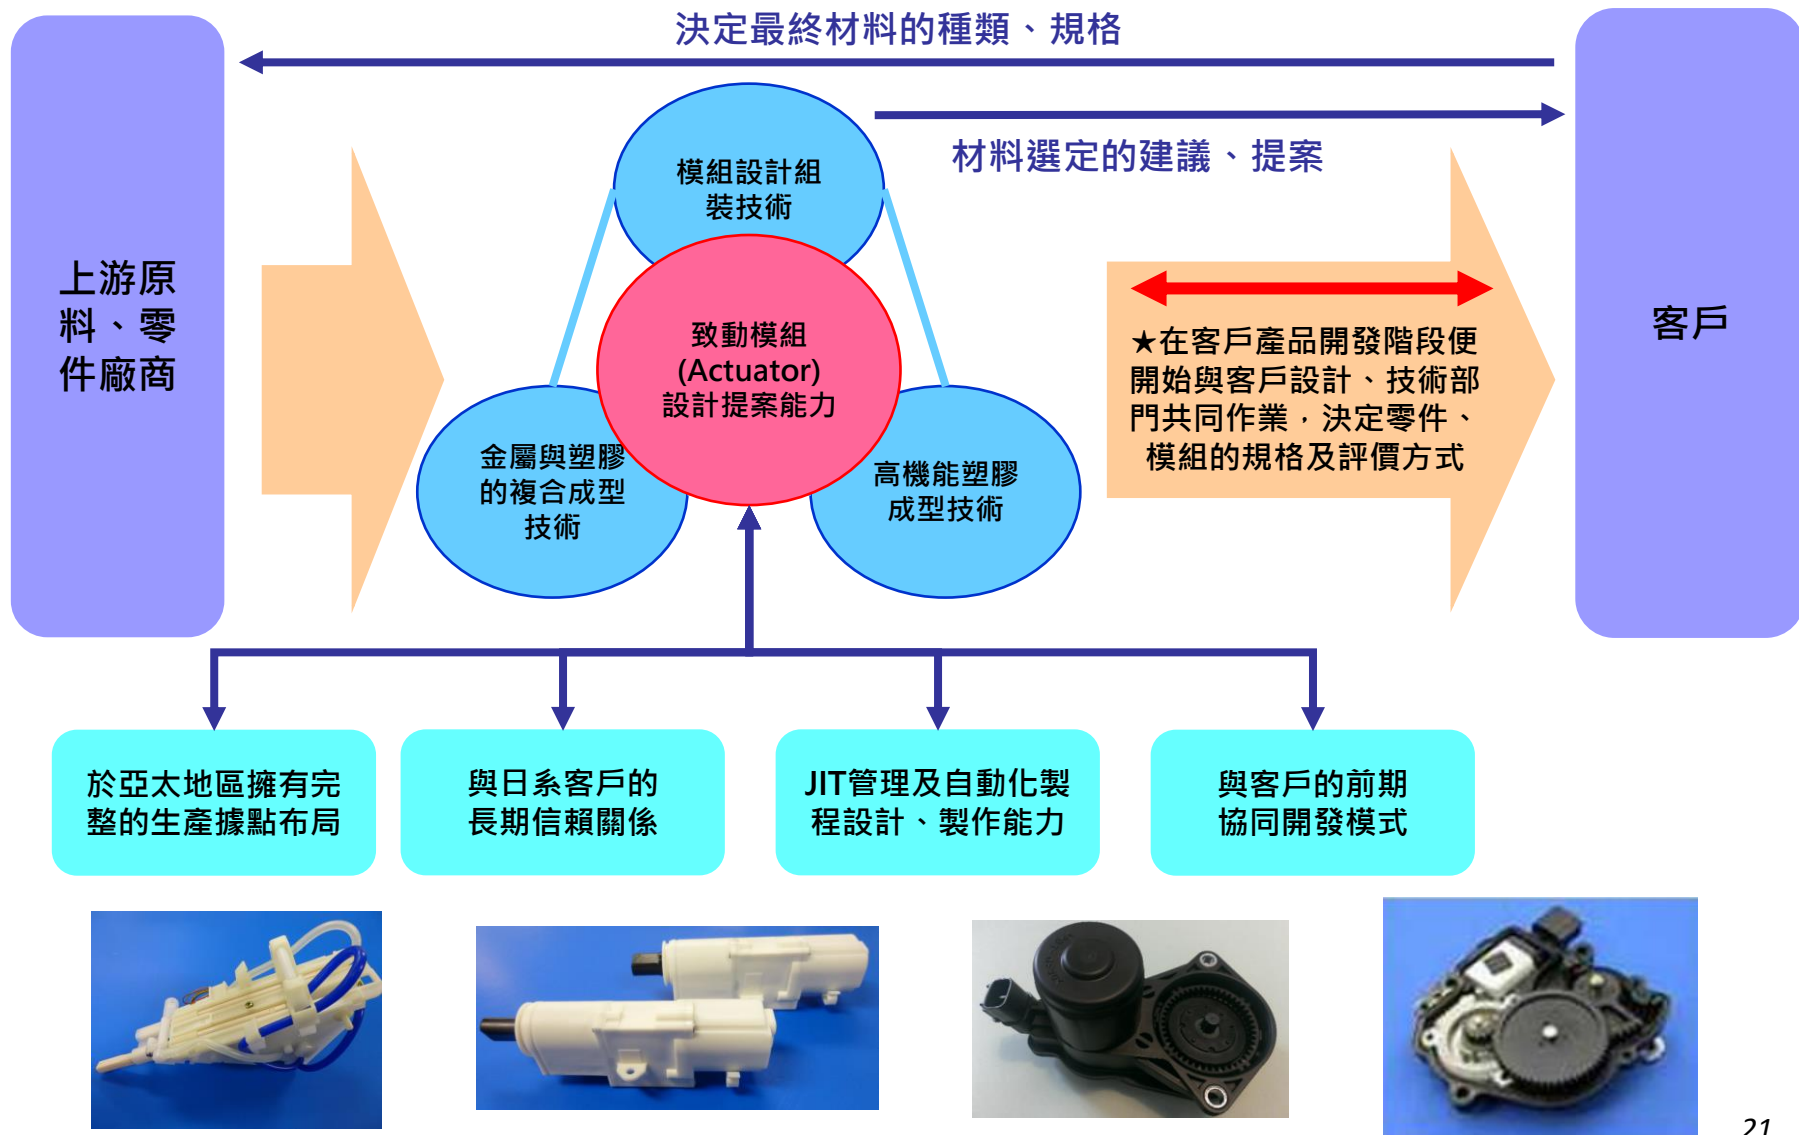 決定最終材料的種類、規格
材料選定的建議、提案
上游原
料、零
件廠商
模組設計組
裝技術
致動模組
(Actuator)
設計提案能力
金屬與塑膠
的複合成型
技術
高機能塑膠
成型技術
★在客戶產品開發階段便
開始與客戶設計、技術部
門共同作業，決定零件、
模組的規格及評價方式
客戶
於亞太地區擁有完
整的生產據點布局
與日系客戶的
長期信賴關係
JIT管理及自動化製
程設計、製作能力
與客戶的前期
協同開發模式
21